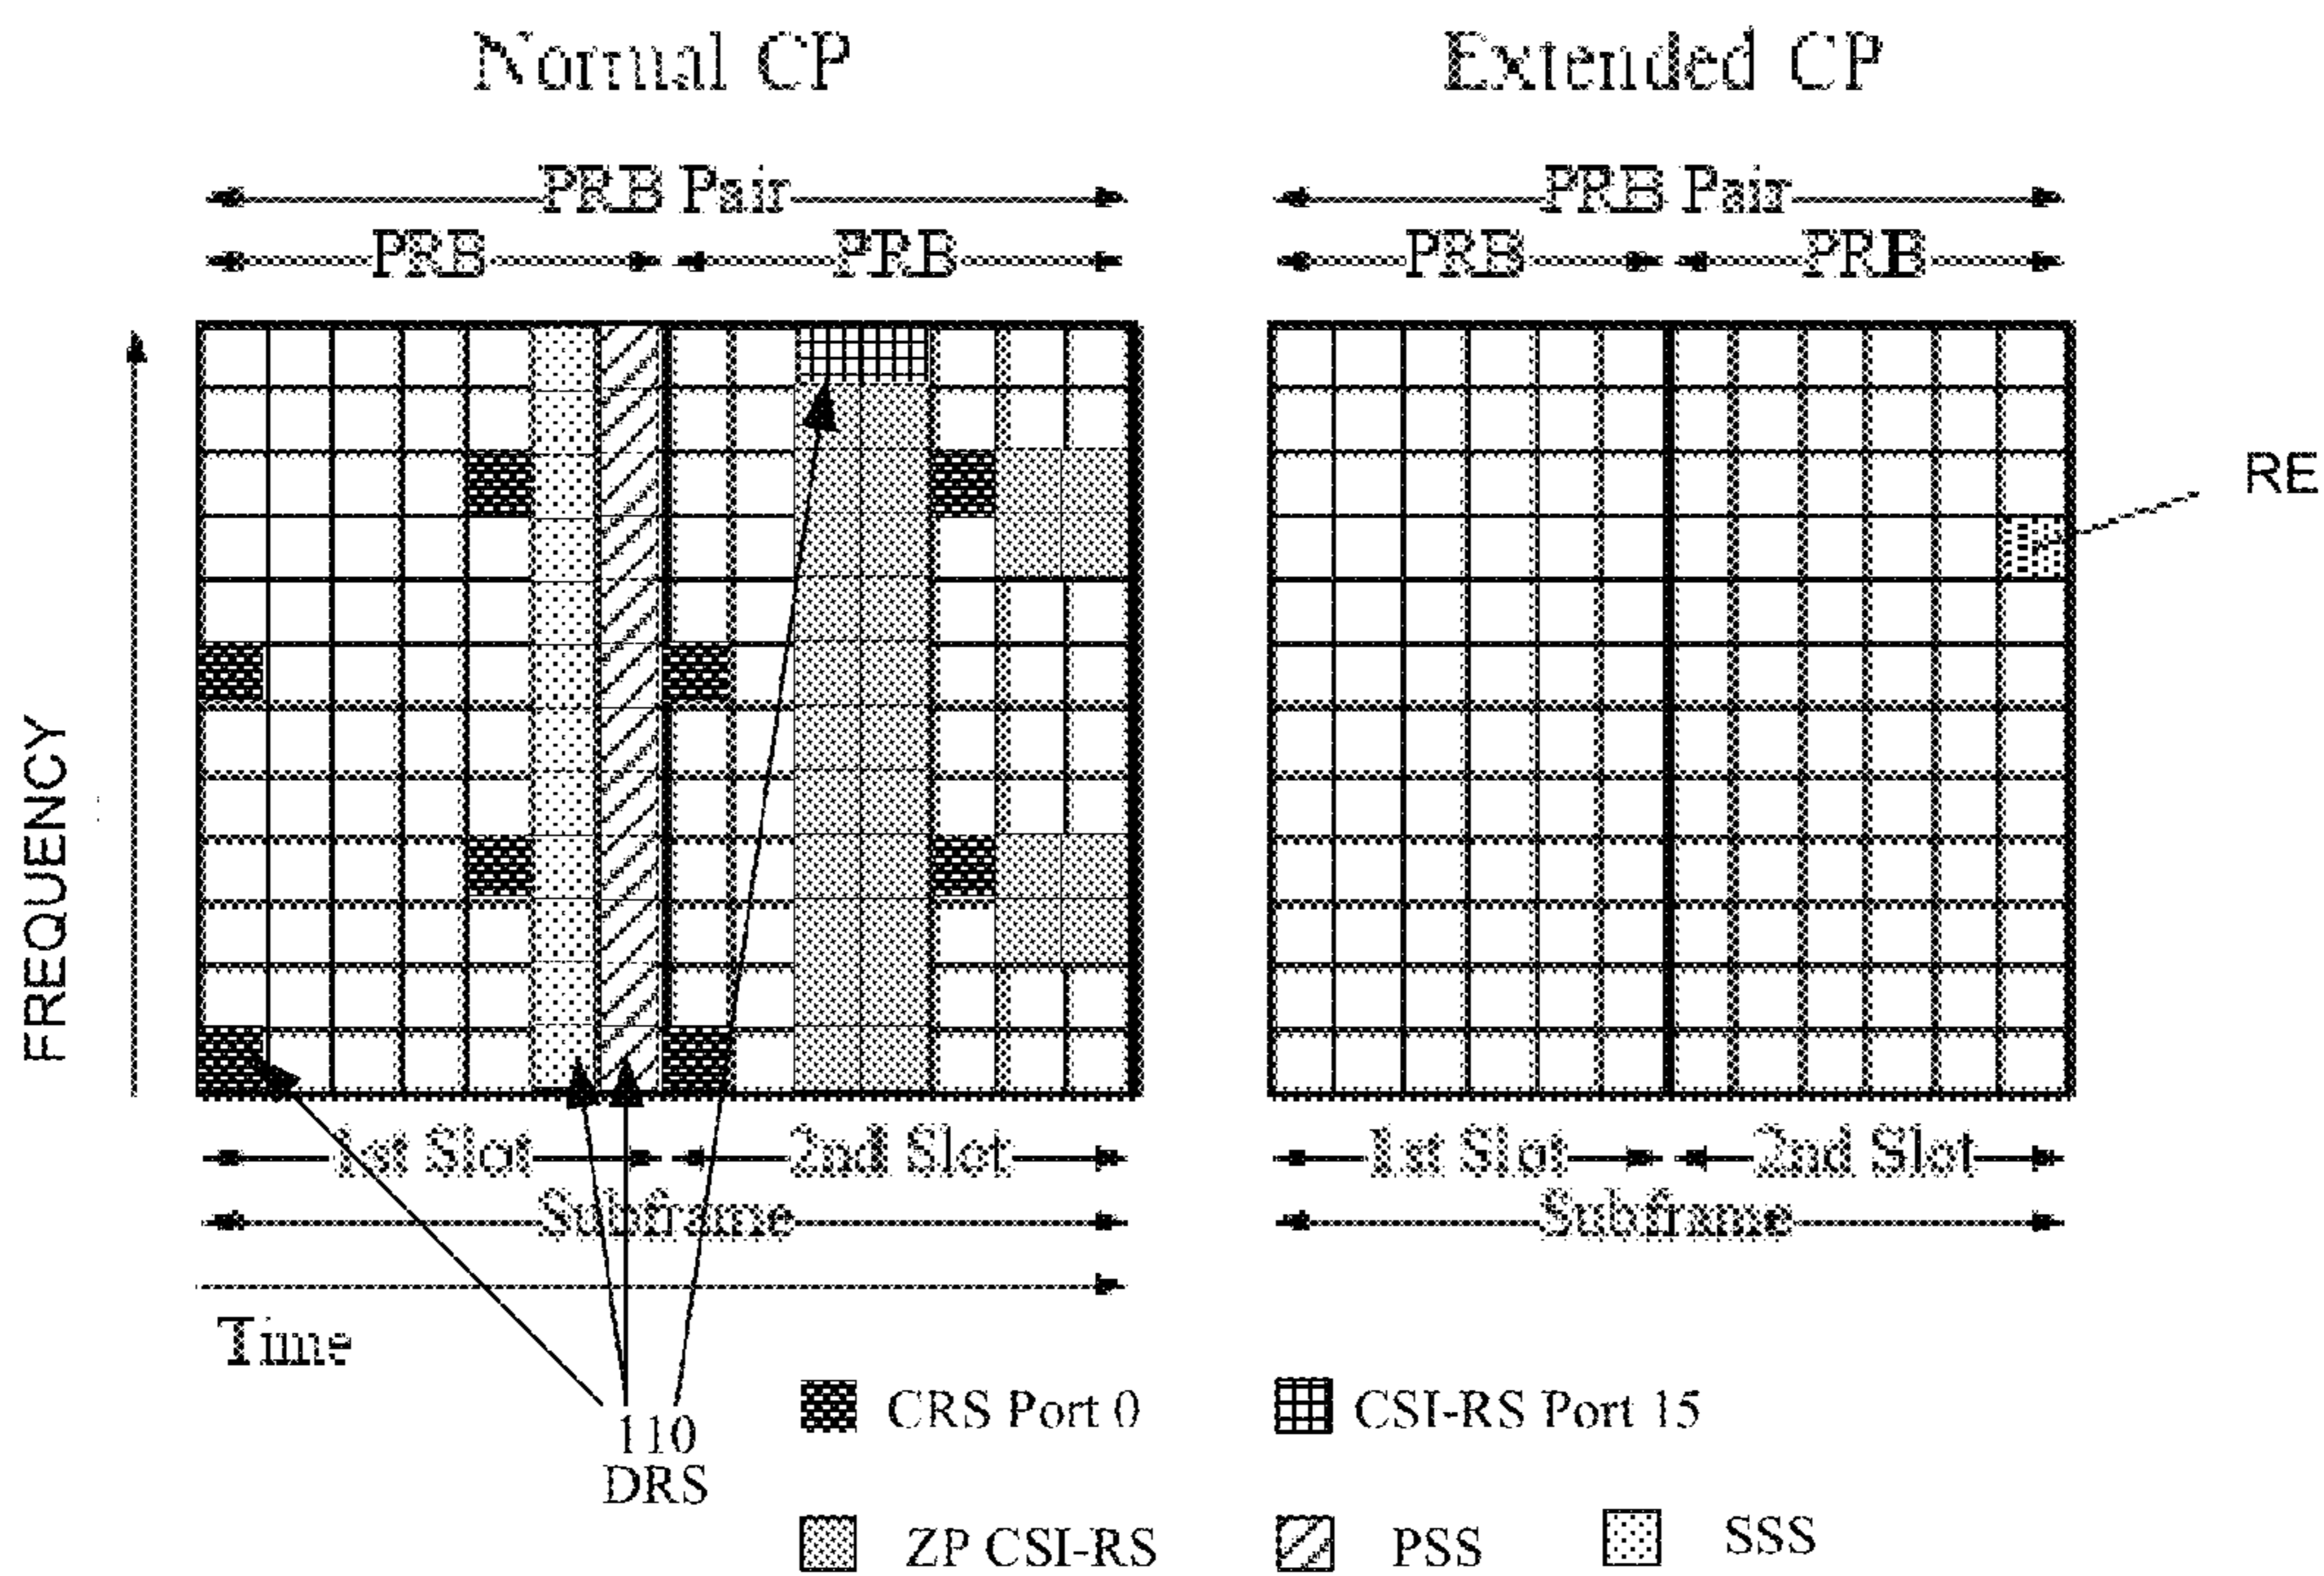 Normal CP
Extended CP
PRB Pair
PRB Pair
PRB
PRB
PRB
PRB
RE
FREQUENCY
1st Slot
2nd Slot
1st Slot
2nd Slot
Subframe
Subframe
Time
110
DRS
CRS Port 0
CSI-RS Port 15
ZP CSI-RS
PSS
SSS